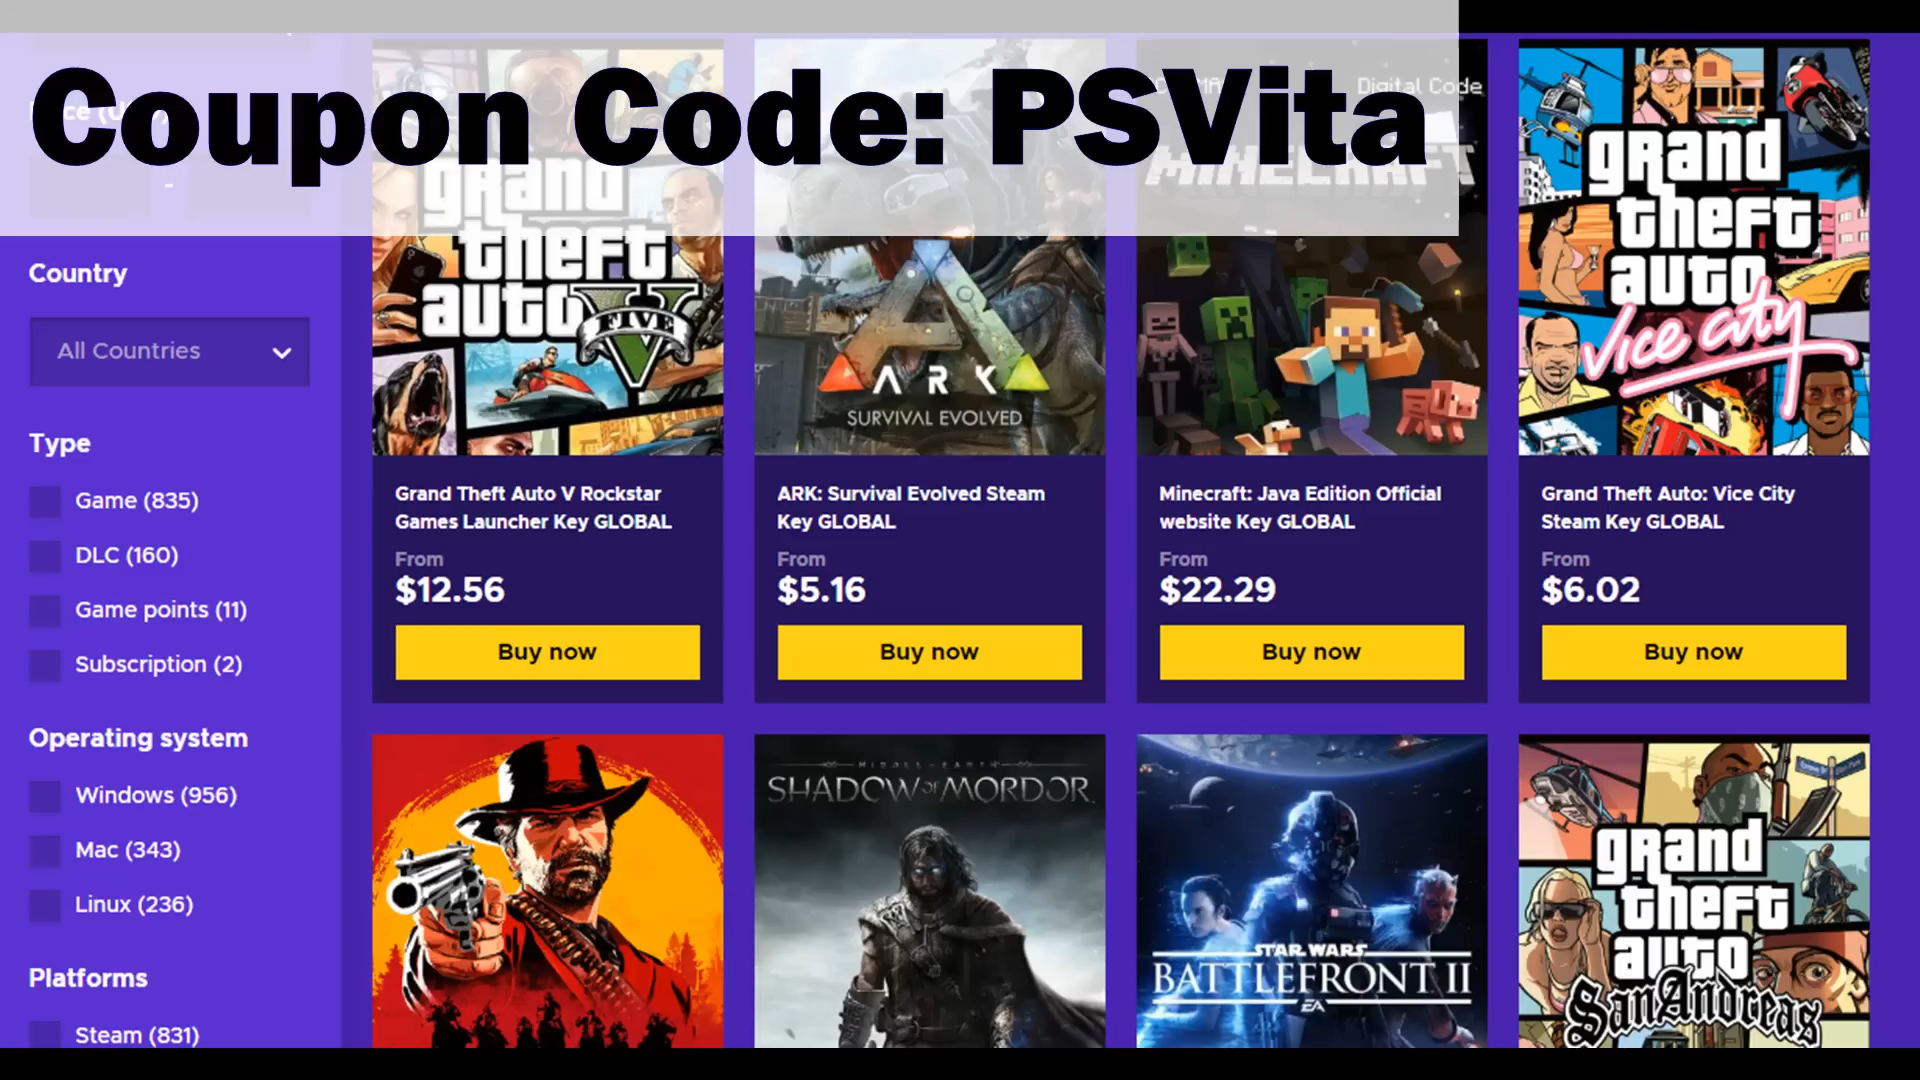 Coupon Code: PSVita
Digital Code
MINECRAFT
grand
theft
auto
FIVE
ARK
SURVIVAL EVOLVED
grand
theft
auto
vice city
Country
All Countries
Type
Game (835)
DLC (160)
Game points (11)
Subscription (2)
Operating system
Windows (956)
Mac (343)
Linux (236)
Platforms
Steam (831)
Grand Theft Auto V Rockstar
Games Launcher Key GLOBAL
From
$12.56
Buy now
ARK: Survival Evolved Steam
Key GLOBAL
From
$5.16
Buy now
Minecraft: Java Edition Official
website Key GLOBAL
From
$22.29
Buy now
Grand Theft Auto: Vice City
Steam Key GLOBAL
From
$6.02
Buy now
MIDDLE-EARTH
SHADOW OF MORDOR
STAR WARS
BATTLEFRONT II
EA
grand
theft
auto
San Andreas